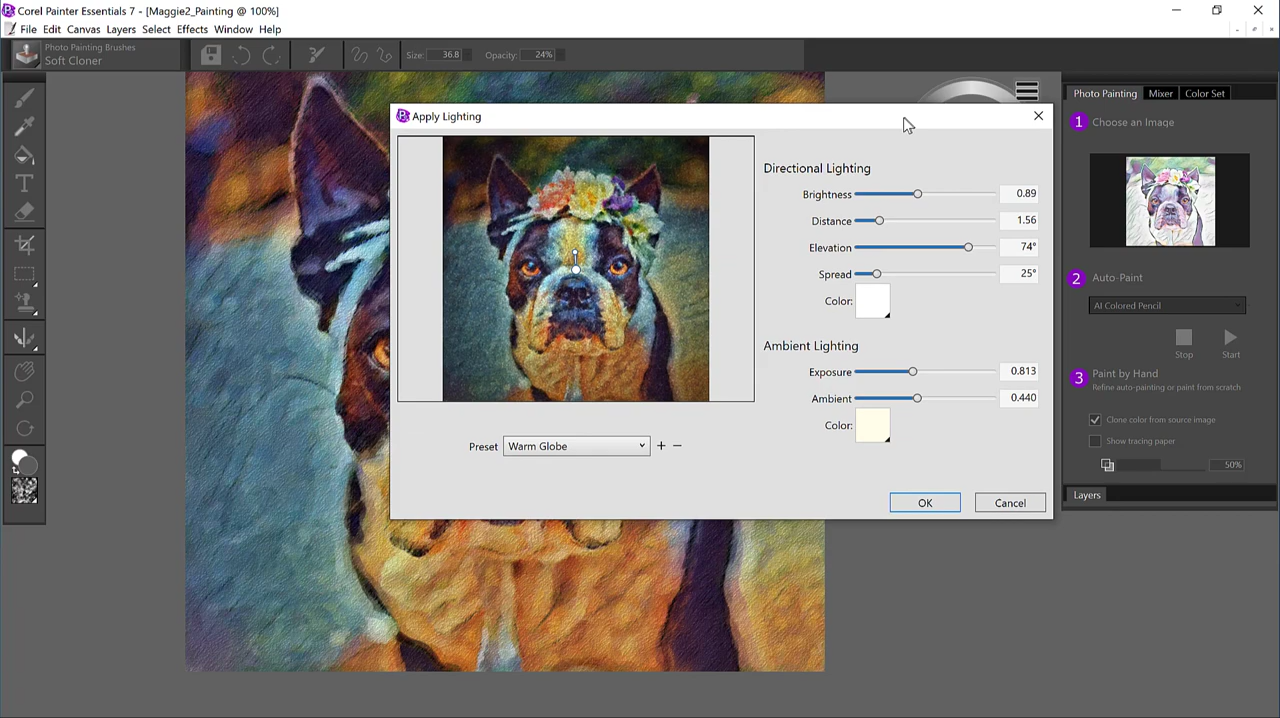 Corel Painter Essentials 7 - [Maggie2_Painting @ 100%]
File Edit Canvas Layers Select Effects Window Help
Photo Painting Brushes
Soft Cloner
Size: 36.8 Opacity: 24%
Photo Painting Mixer Color Set
1 Choose an Image
2 Auto-Paint
AI Colored Pencil
Stop Start
3 Paint by Hand
Refine auto-painting or paint from scratch
Clone color from source image
Show tracing paper
50%
Layers
Apply Lighting
Directional Lighting
Brightness 0.89
Distance 1.56
Elevation 74°
Spread 25°
Color:
Ambient Lighting
Exposure 0.813
Ambient 0.440
Color:
Preset Warm Globe + −
OK Cancel